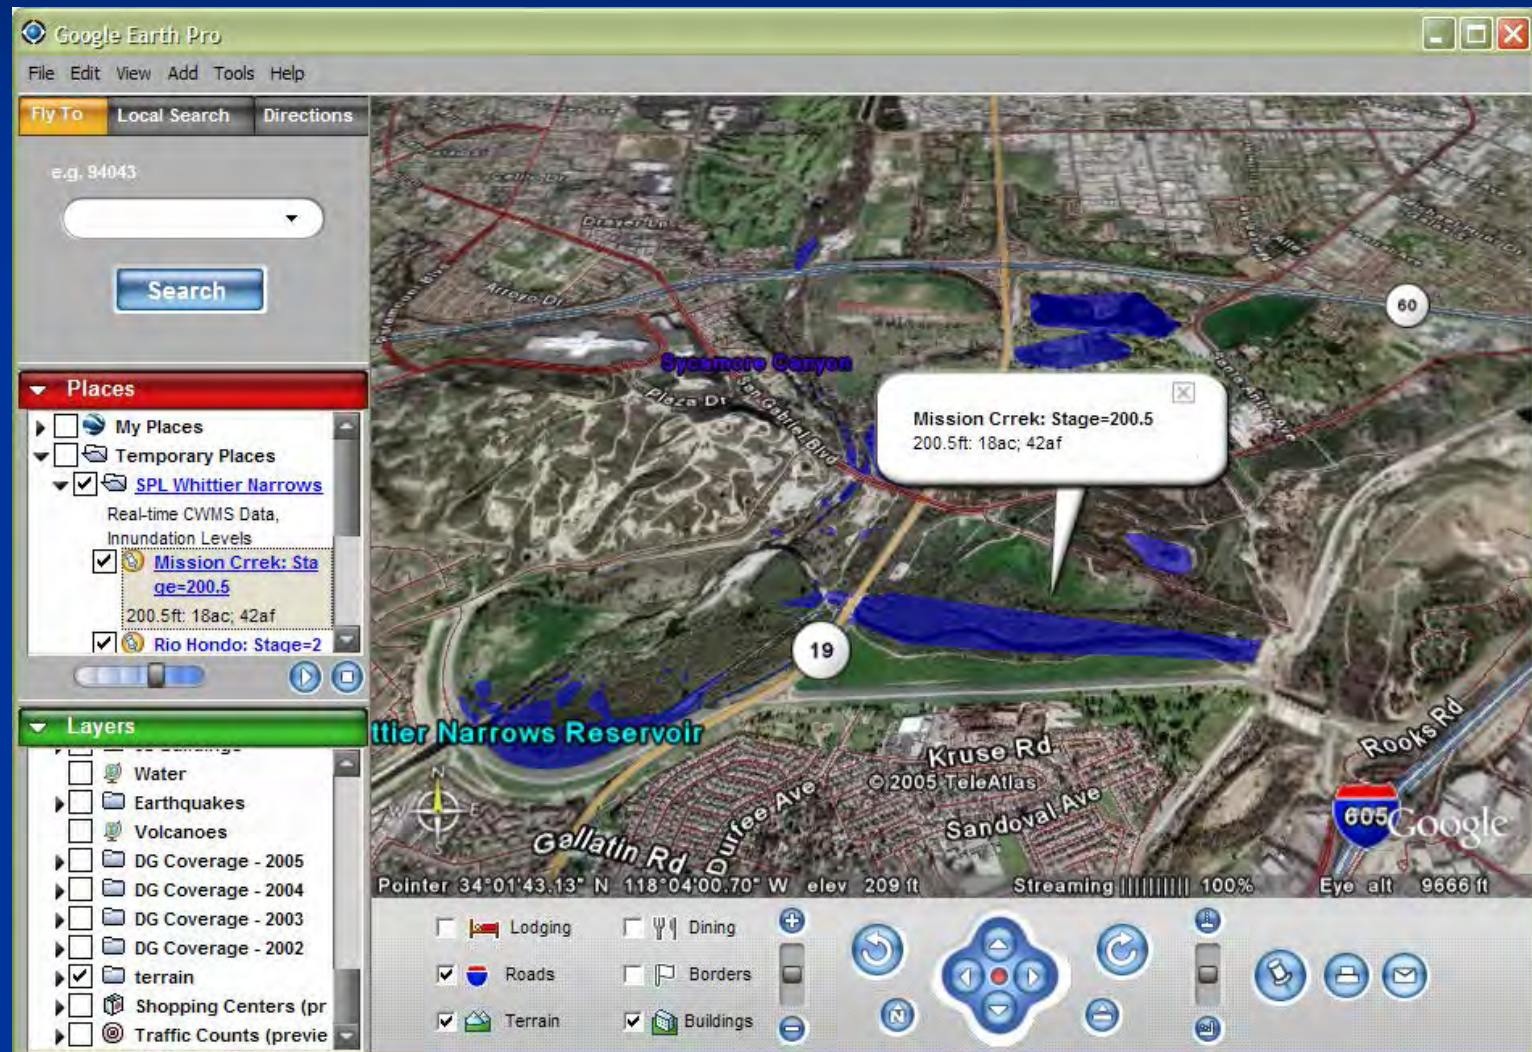 Google Earth Pro
File Edit View Add Tools Help
Fly To Local Search Directions
e.g. 94043
Search
Places
My Places
Temporary Places
SPL Whittier Narrows
Real-time CWMS Data,
Innundation Levels
Mission Crrek: Sta
ge=200.5
200.5ft: 18ac; 42af
Rio Hondo: Stage=2
Layers
Water
Earthquakes
Volcanoes
DG Coverage - 2005
DG Coverage - 2004
DG Coverage - 2003
DG Coverage - 2002
terrain
Shopping Centers (pr
Traffic Counts (previe
Arroyo Dr
60
Sycamore Canyon
Plaza Dr
San Gabriel Blvd
Mission Crrek: Stage=200.5
200.5ft: 18ac; 42af
19
ttier Narrows Reservoir
Kruse Rd
© 2005 TeleAtlas
Rooks Rd
Durfee Ave
Sandoval Ave
Gallatin Rd
605
Google
N
W E
Pointer 34°01'43.13" N 118°04'00.70" W elev 209 ft Streaming |||||||||| 100% Eye alt 9666 ft
Lodging Dining
Roads Borders
Terrain Buildings
N